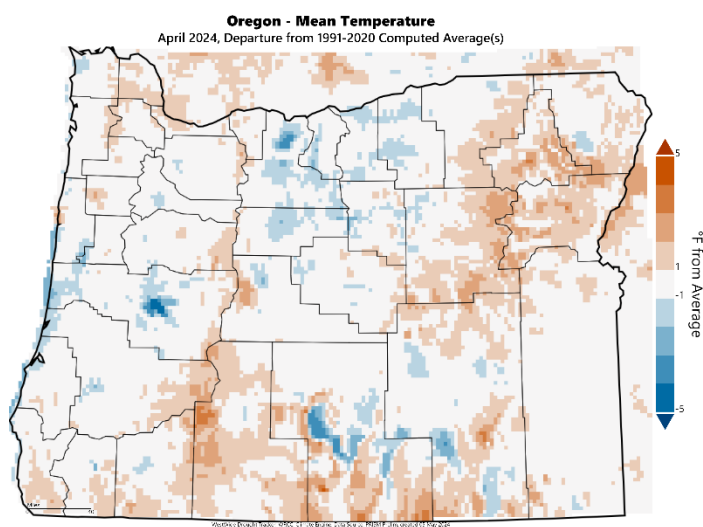 Oregon - Mean Temperature
April 2024, Departure from 1991-2020 Computed Average(s)
5
1
-1
-5
°F from Average